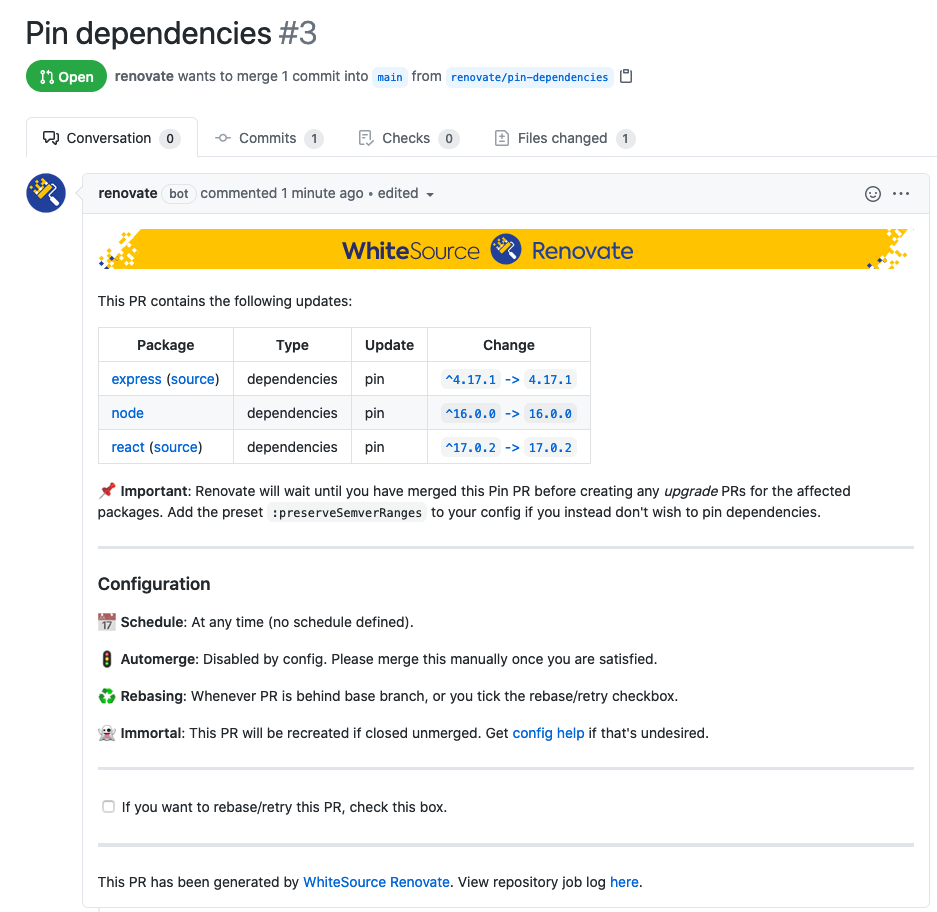 Pin dependencies #3
Open renovate wants to merge 1 commit into main from renovate/pin-dependencies
Conversation 0 Commits 1 Checks 0 Files changed 1
renovate bot commented 1 minute ago • edited
WhiteSource Renovate
This PR contains the following updates:
Package Type Update Change
express (source) dependencies pin ^4.17.1 -> 4.17.1
node dependencies pin ^16.0.0 -> 16.0.0
react (source) dependencies pin ^17.0.2 -> 17.0.2
📌 Important: Renovate will wait until you have merged this Pin PR before creating any upgrade PRs for the affected
packages. Add the preset :preserveSemverRanges to your config if you instead don't wish to pin dependencies.
Configuration
📅 Schedule: At any time (no schedule defined).
🚦 Automerge: Disabled by config. Please merge this manually once you are satisfied.
♻ Rebasing: Whenever PR is behind base branch, or you tick the rebase/retry checkbox.
👻 Immortal: This PR will be recreated if closed unmerged. Get config help if that's undesired.
If you want to rebase/retry this PR, check this box.
This PR has been generated by WhiteSource Renovate. View repository job log here.